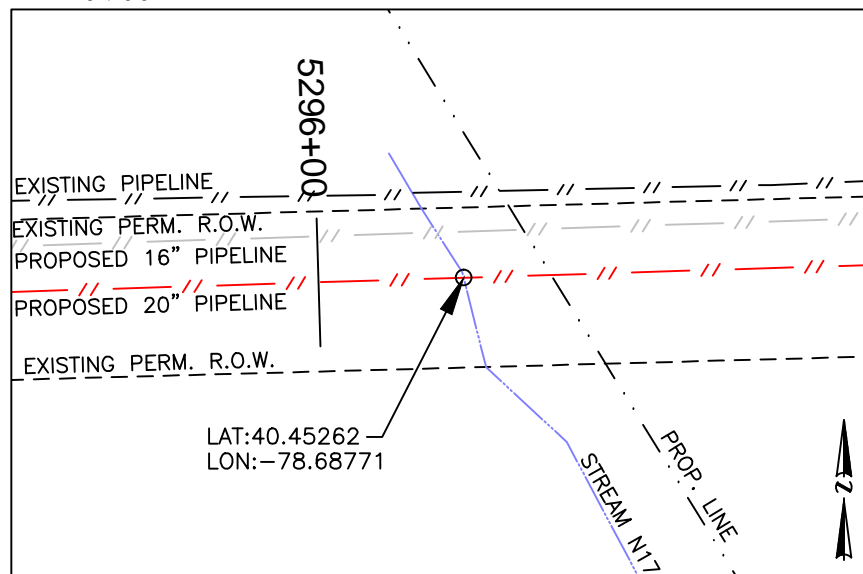 5296+00
EXISTING PIPELINE
EXISTING PERM. R.O.W.
PROPOSED 16" PIPELINE
PROPOSED 20" PIPELINE
EXISTING PERM. R.O.W.
LAT:40.45262
LON:-78.68771
PROP. LINE
STREAM N17
N